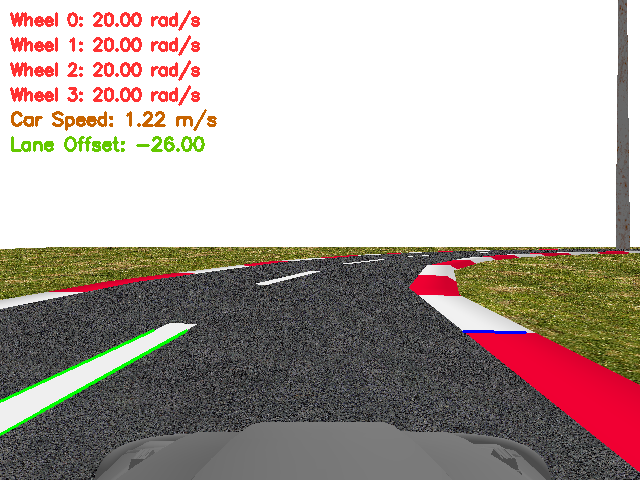 Wheel 0: 20.00 rad/s
Wheel 1: 20.00 rad/s
Wheel 2: 20.00 rad/s
Wheel 3: 20.00 rad/s
Car Speed: 1.22 m/s
Lane Offset: -26.00